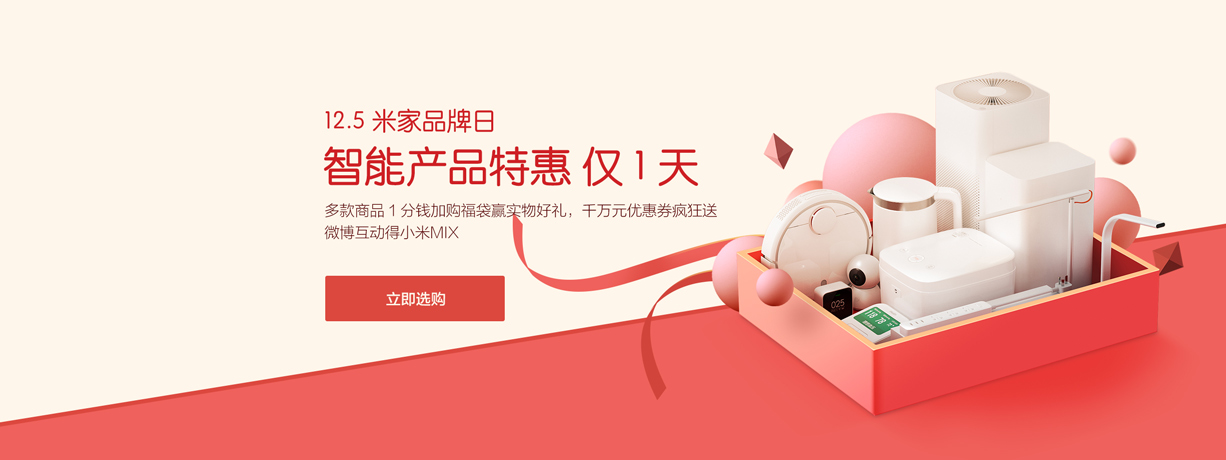 12.5 米家品牌日
智能产品特惠 仅1天
多款商品1分钱加购福袋赢实物好礼，千万元优惠券疯狂送
微博互动得小米MIX
立即选购
025